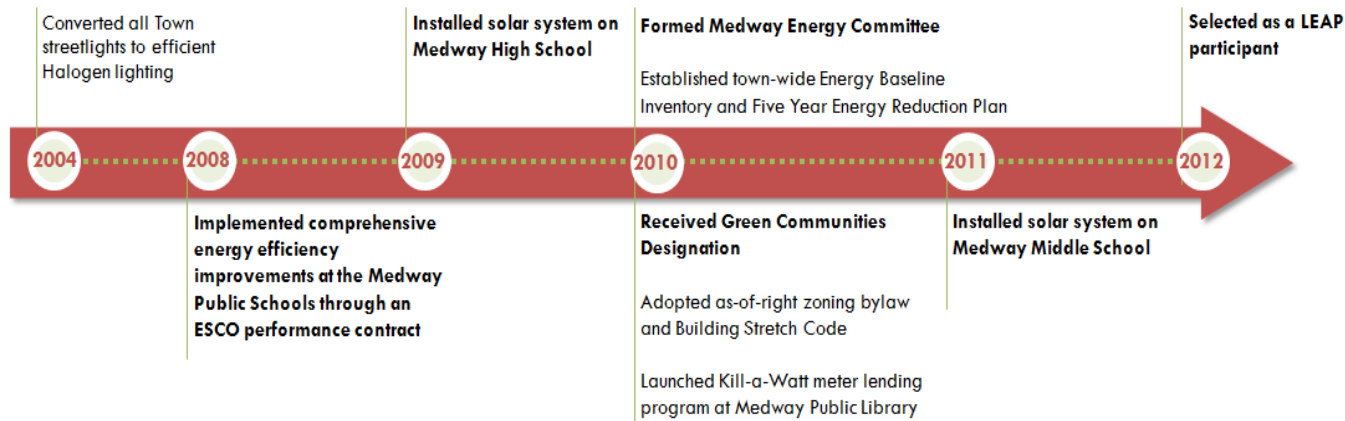 Converted all Town
streetlights to efficient
Halogen lighting
Installed solar system on
Medway High School
Formed Medway Energy Committee
Established town-wide Energy Baseline
Inventory and Five Year Energy Reduction Plan
Selected as a LEAP
participant
2004
2008
2009
2010
2011
2012
Implemented comprehensive
energy efficiency
improvements at the Medway
Public Schools through an
ESCO performance contract
Received Green Communities
Designation
Adopted as-of-right zoning bylaw
and Building Stretch Code
Launched Kill-a-Watt meter lending
program at Medway Public Library
Installed solar system on
Medway Middle School